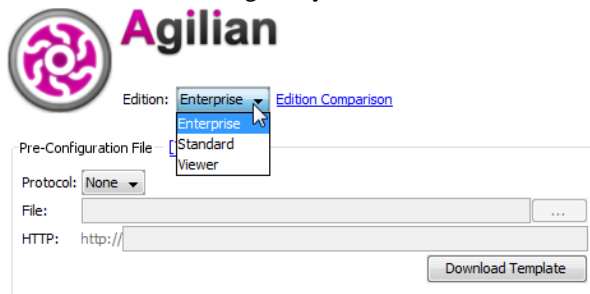 Agilian
Edition: Enterprise Edition Comparison
Enterprise
Standard
Viewer
Pre-Configuration File [
Protocol: None
File: ...
HTTP: http://
Download Template